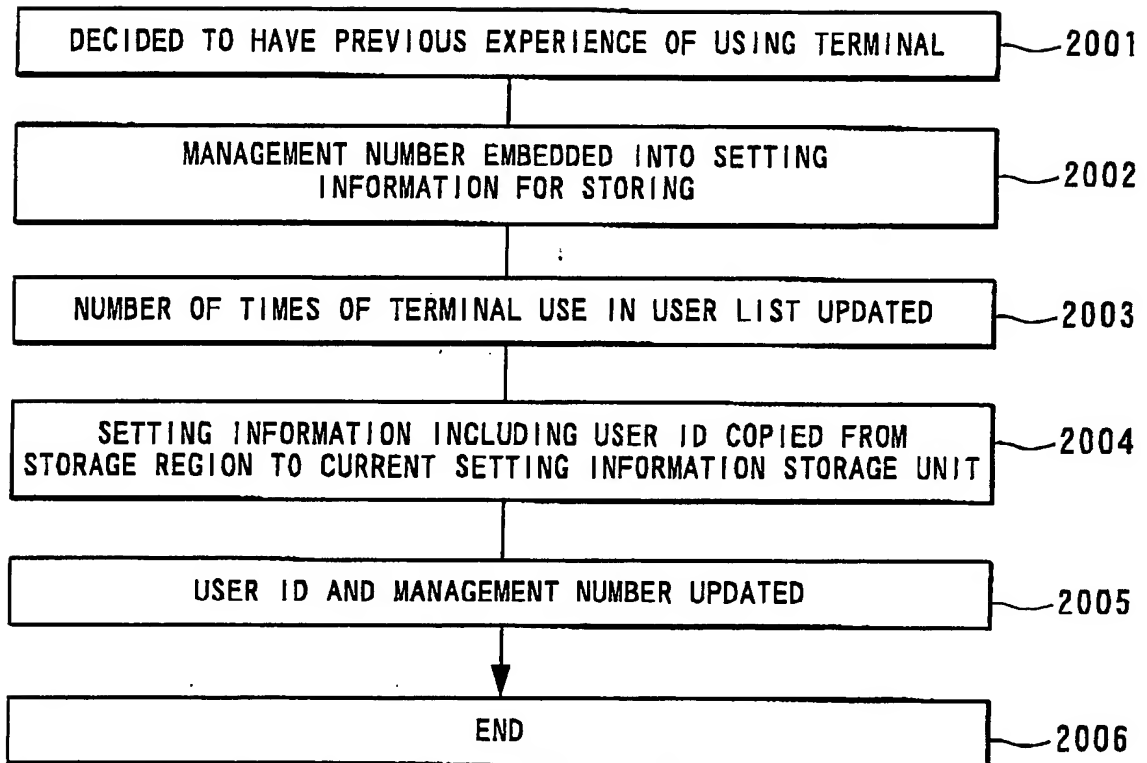 DECIDED TO HAVE PREVIOUS EXPERIENCE OF USING TERMINAL 2001
MANAGEMENT NUMBER EMBEDDED INTO SETTING
INFORMATION FOR STORING 2002
NUMBER OF TIMES OF TERMINAL USE IN USER LIST UPDATED 2003
SETTING INFORMATION INCLUDING USER ID COPIED FROM
STORAGE REGION TO CURRENT SETTING INFORMATION STORAGE UNIT 2004
USER ID AND MANAGEMENT NUMBER UPDATED 2005
END 2006